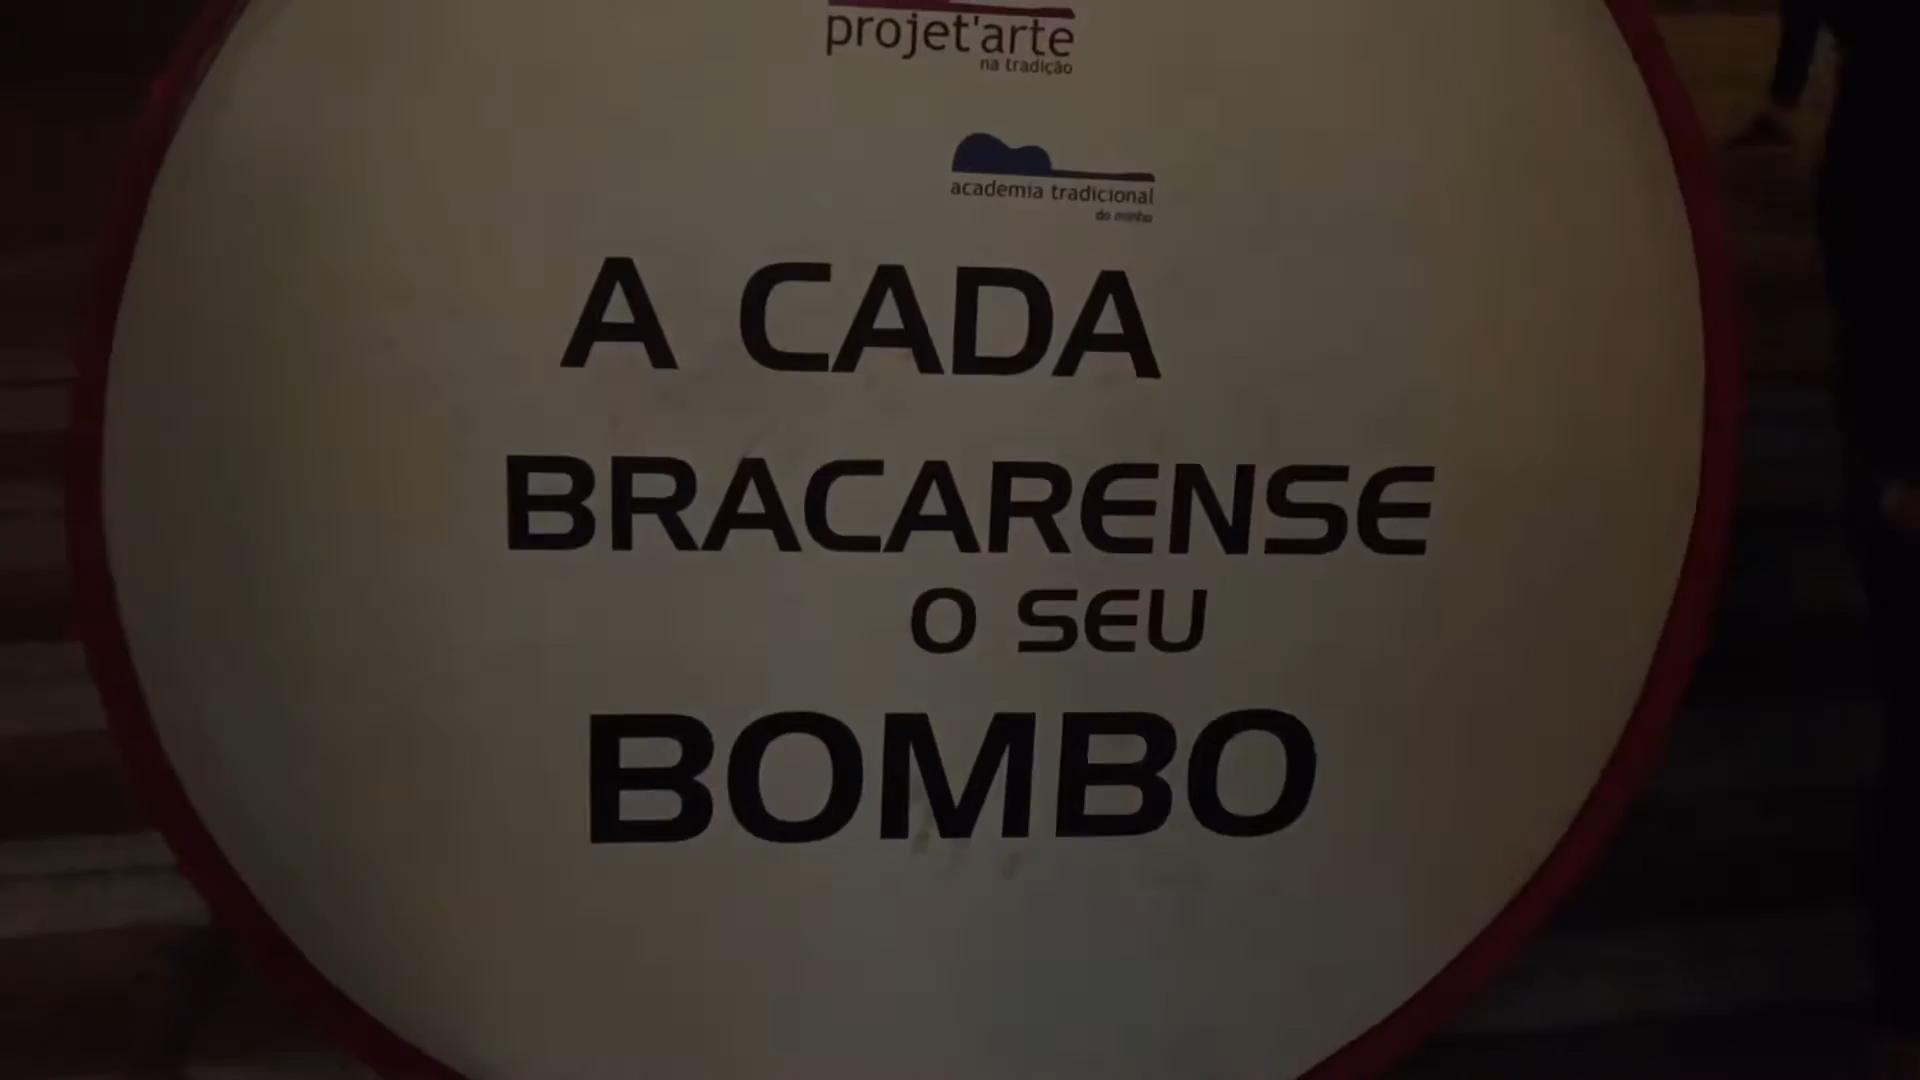 projet'arte
na tradição
academia tradicional
do minho
A CADA
BRACARENSE
O SEU
BOMBO